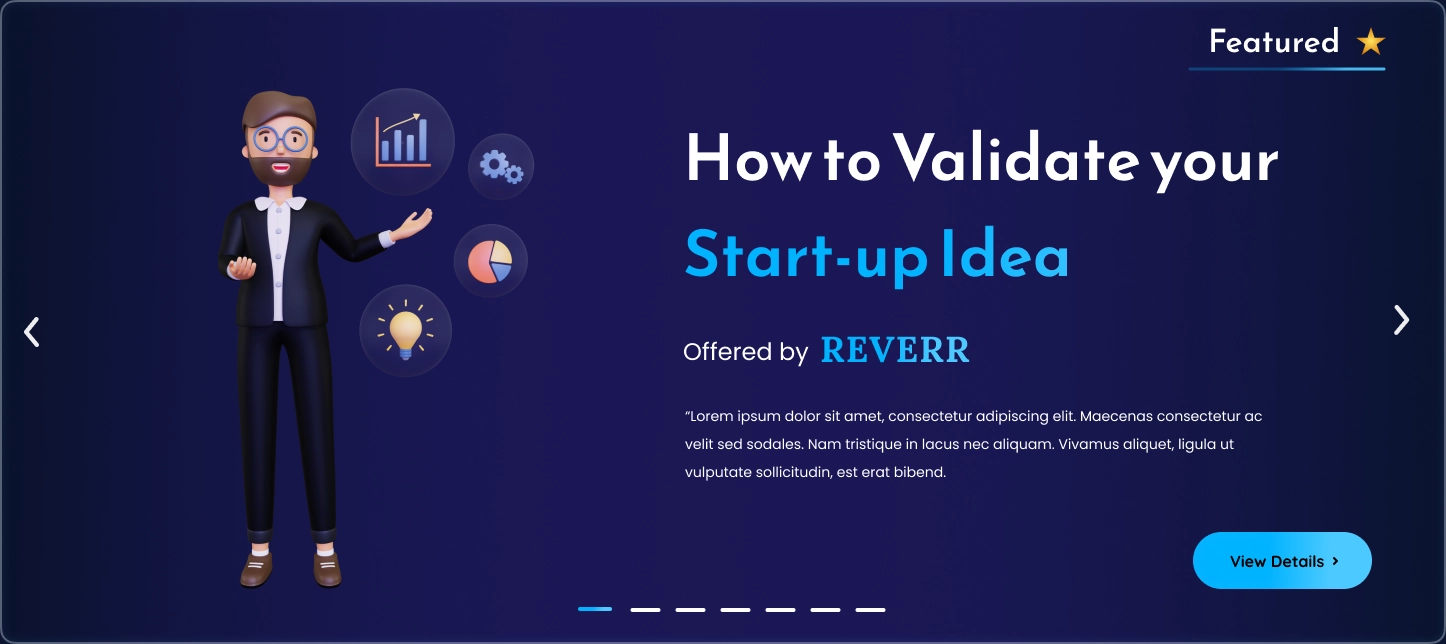 Featured
How to Validate your
Start-up Idea
Offered by REVERR
“Lorem ipsum dolor sit amet, consectetur adipiscing elit. Maecenas consectetur ac
velit sed sodales. Nam tristique in lacus nec aliquam. Vivamus aliquet, ligula ut
vulputate sollicitudin, est erat bibend.
View Details